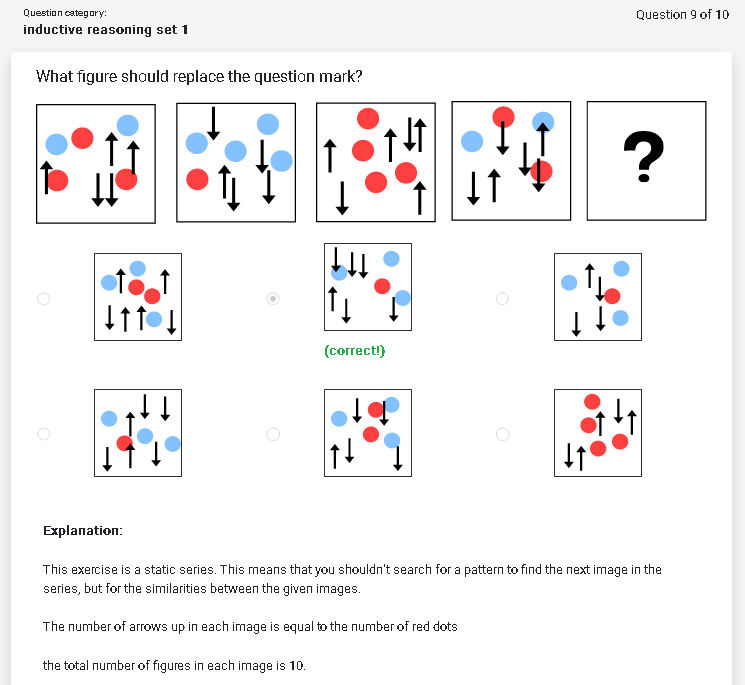 Question category:
inductive reasoning set 1
Question 9 of 10
What figure should replace the question mark?
?
(correct!)
Explanation:
This exercise is a static series. This means that you shouldn't search for a pattern to find the next image in the
series, but for the similarities between the given images.
The number of arrows up in each image is equal to the number of red dots
the total number of figures in each image is 10.